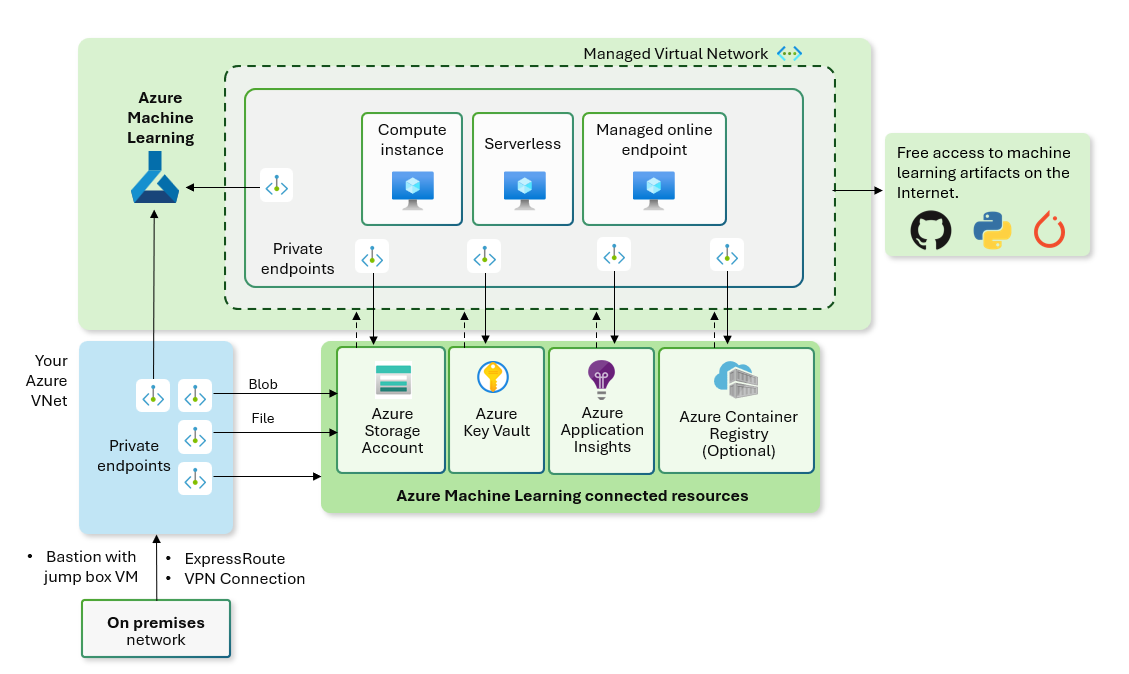 Managed Virtual Network
Azure
Machine
Learning
Compute
instance
Serverless
Managed online
endpoint
Private
endpoints
Free access to machine
learning artifacts on the
Internet.
Your
Azure
VNet
Private
endpoints
Blob
File
Azure
Storage
Account
Azure
Key Vault
Azure
Application
Insights
Azure Container
Registry
(Optional)
Azure Machine Learning connected resources
• Bastion with
jump box VM
• ExpressRoute
• VPN Connection
On premises
network